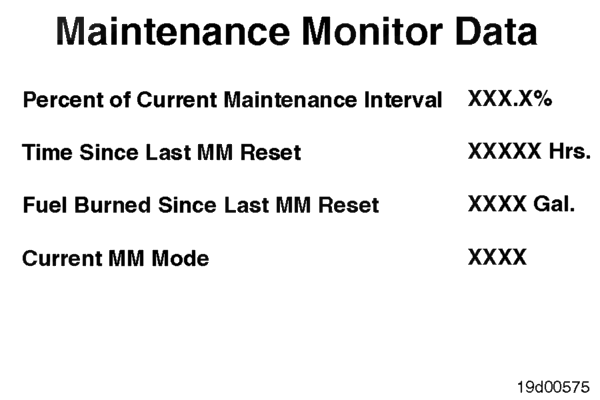 Maintenance Monitor Data
Percent of Current Maintenance Interval XXX.X%
Time Since Last MM Reset XXXXX Hrs.
Fuel Burned Since Last MM Reset XXXX Gal.
Current MM Mode XXXX
19d00575